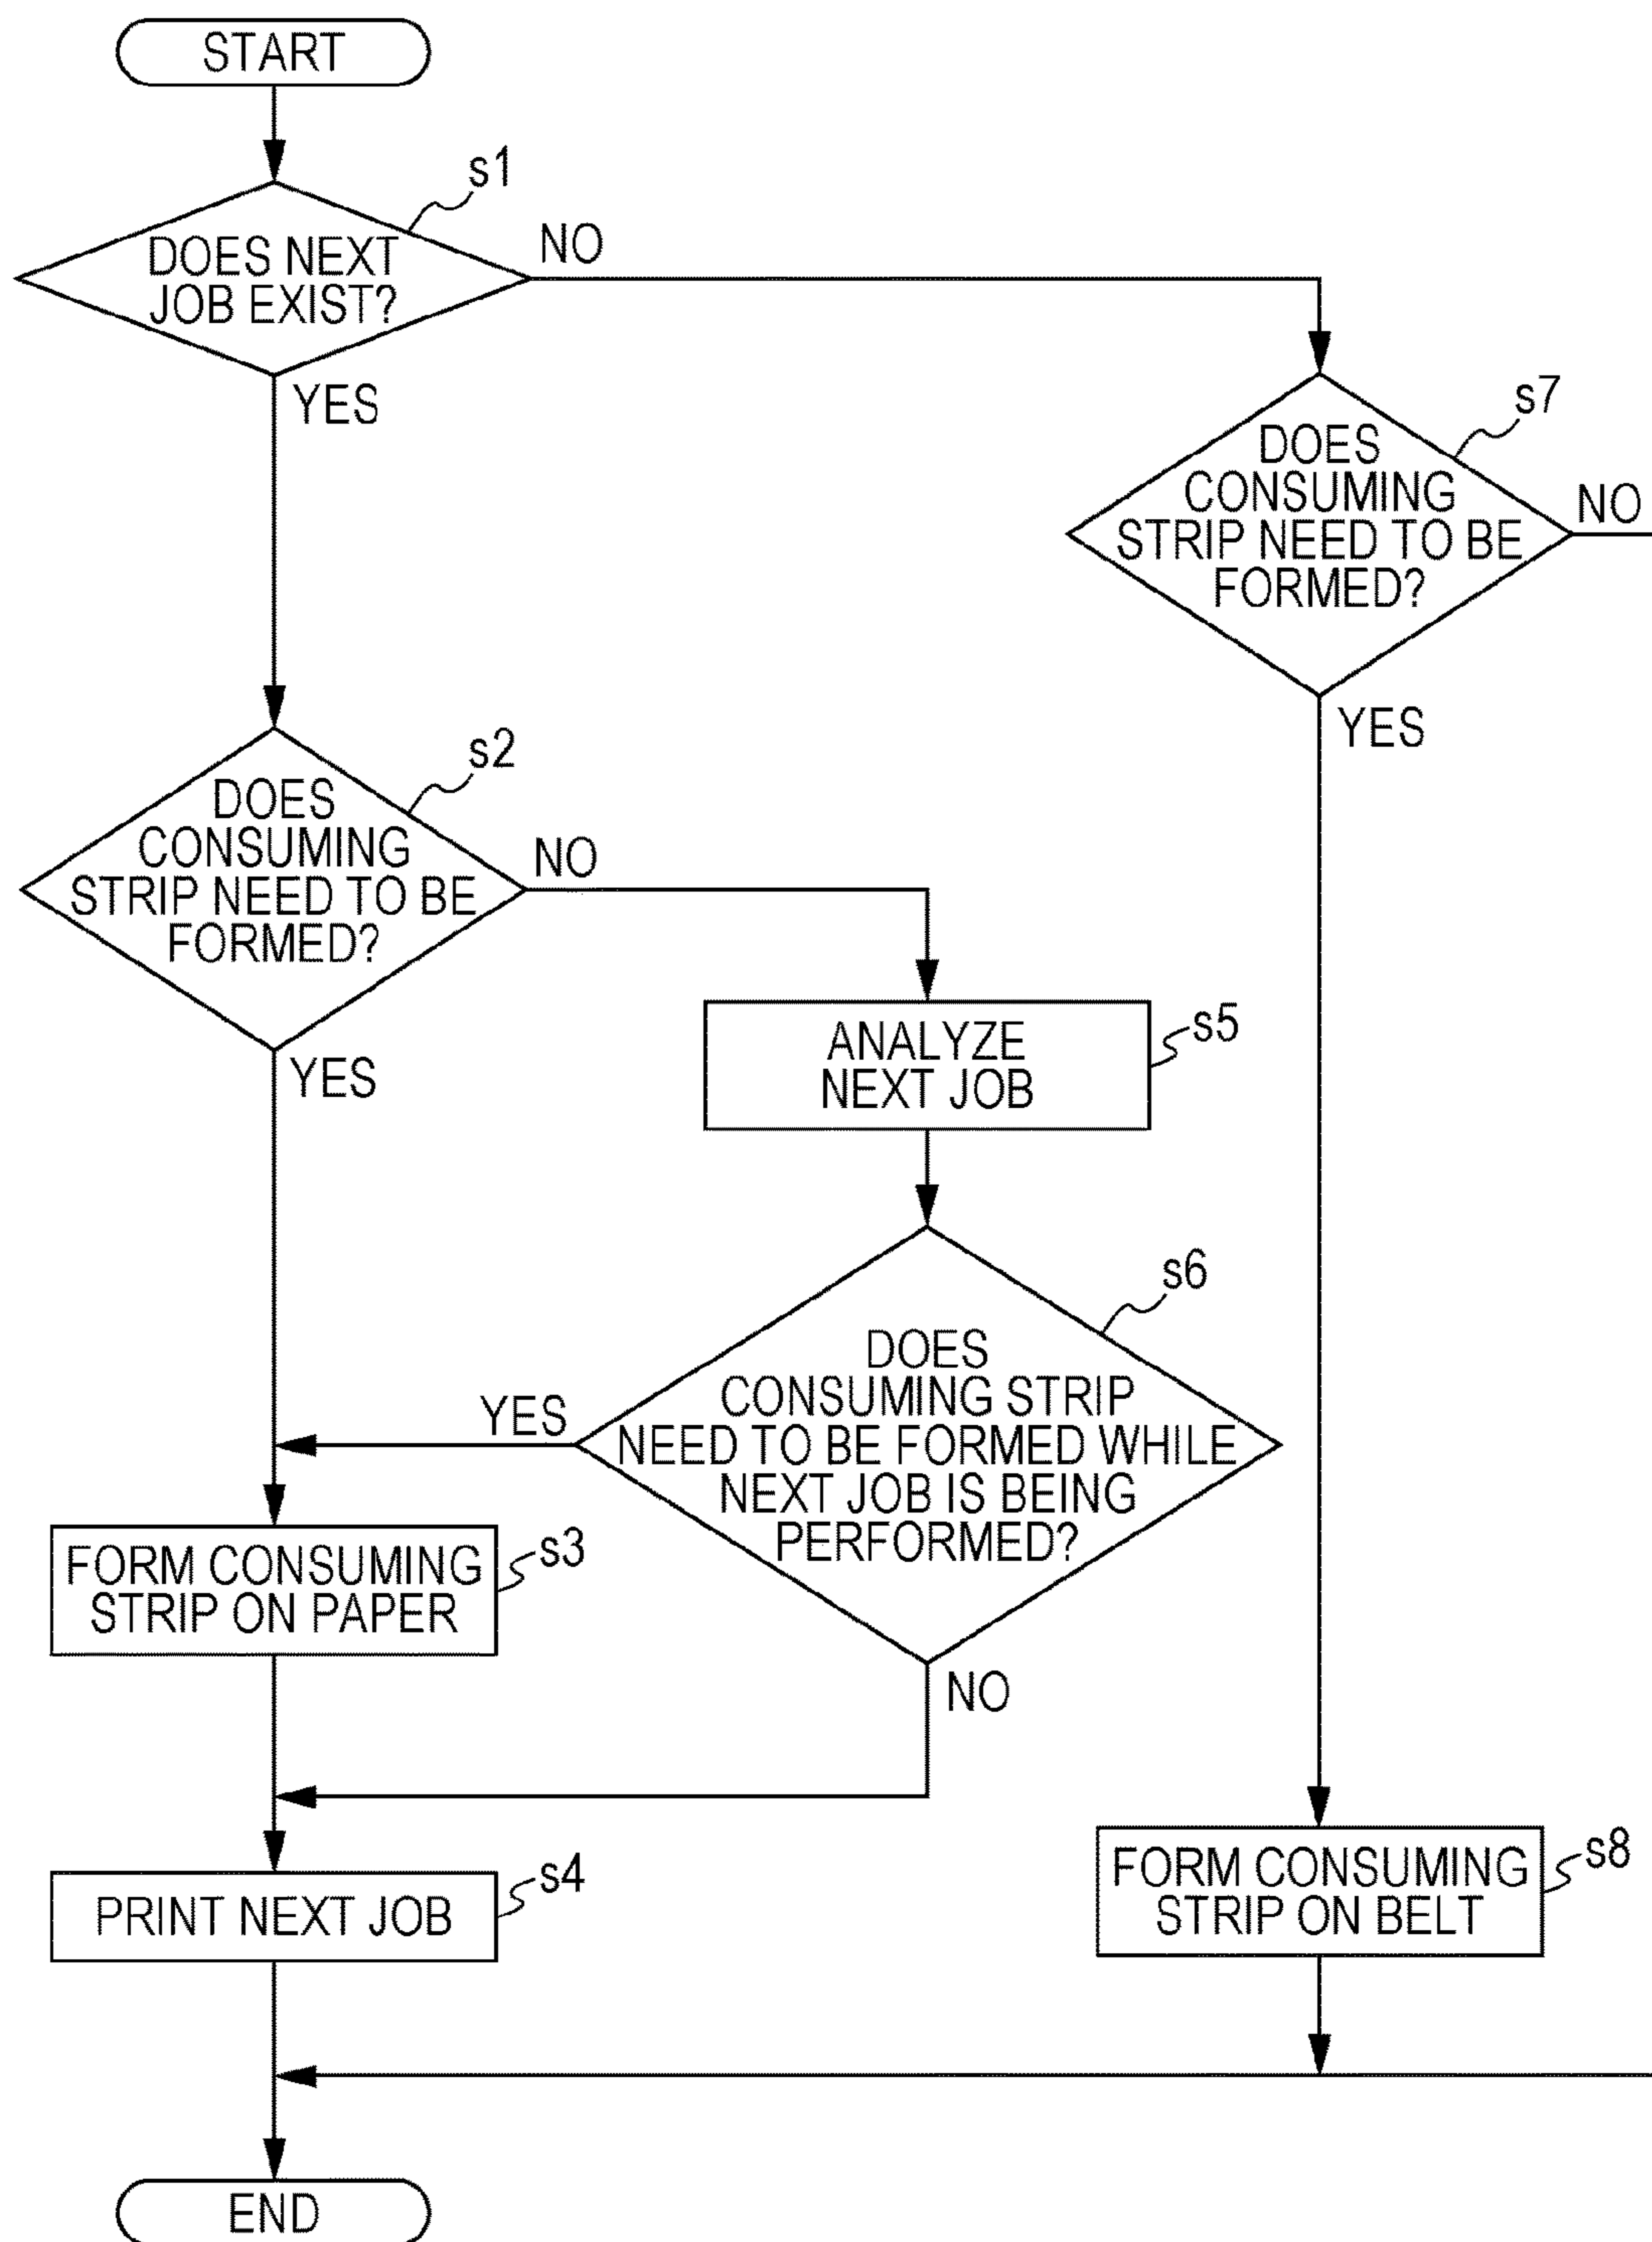 START
s1
DOES NEXT
JOB EXIST?
NO
YES
s7
DOES
CONSUMING
STRIP NEED TO BE
FORMED?
NO
YES
s2
DOES
CONSUMING
STRIP NEED TO BE
FORMED?
NO
YES
s5
ANALYZE
NEXT JOB
s6
DOES
CONSUMING STRIP
NEED TO BE FORMED WHILE
NEXT JOB IS BEING
PERFORMED?
YES
NO
s3
FORM CONSUMING
STRIP ON PAPER
s4
PRINT NEXT JOB
s8
FORM CONSUMING
STRIP ON BELT
END